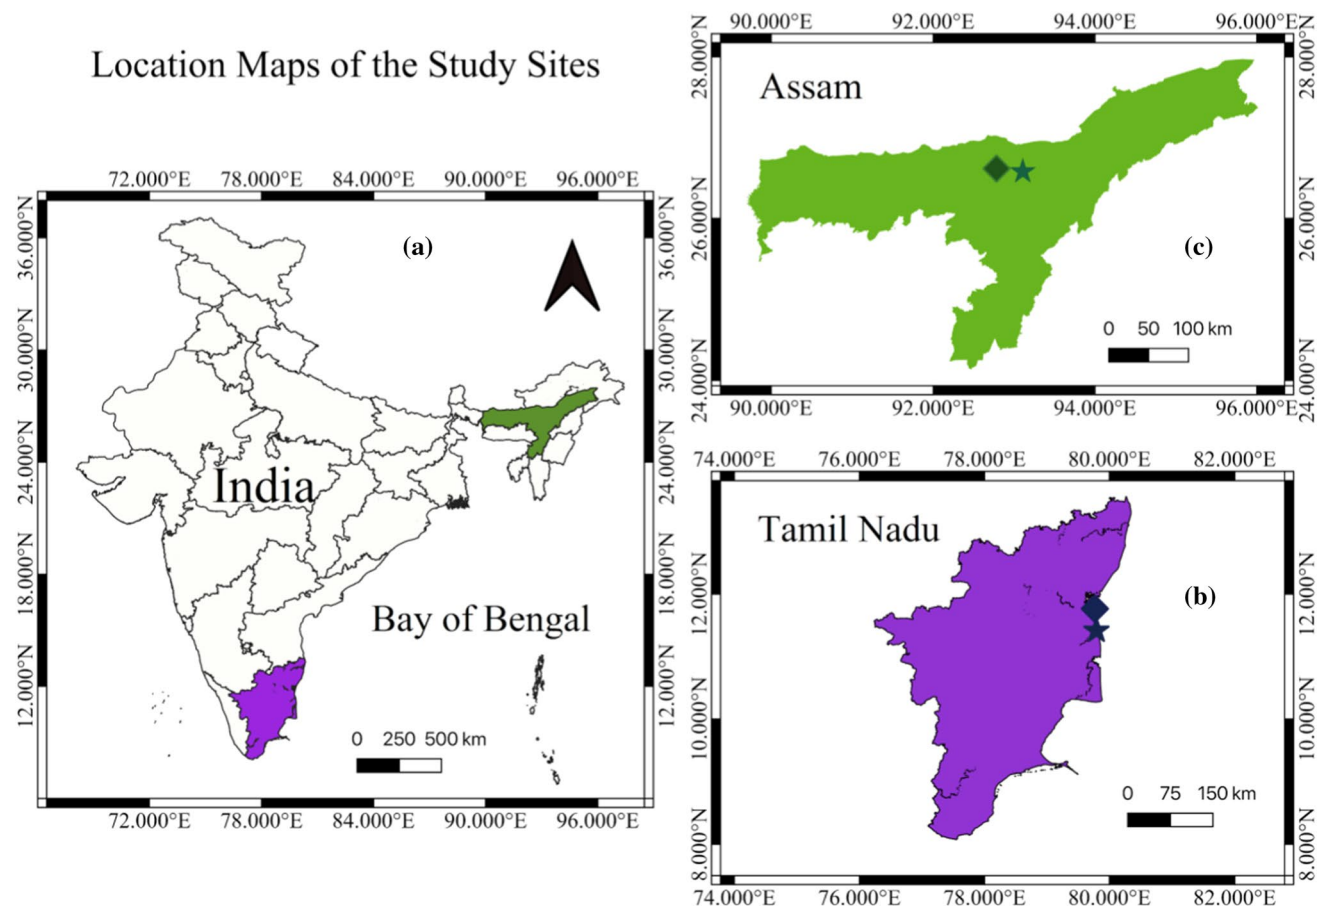 Location Maps of the Study Sites
72.000°E 78.000°E 84.000°E 90.000°E 96.000°E
36.000°N 30.000°N 24.000°N 18.000°N 12.000°N
(a)
India
Bay of Bengal
0 250 500 km
36.000°N 30.000°N 24.000°N 18.000°N 12.000°N
72.000°E 78.000°E 84.000°E 90.000°E 96.000°E
90.000°E 92.000°E 94.000°E 96.000°E
28.000°N 26.000°N 24.000°N
Assam
(c)
0 50 100 km
28.000°N 26.000°N 24.000°N
90.000°E 92.000°E 94.000°E 96.000°E
74.000°E 76.000°E 78.000°E 80.000°E 82.000°E
12.000°N 10.000°N 8.000°N
Tamil Nadu
(b)
0 75 150 km
12.000°N 10.000°N 8.000°N
74.000°E 76.000°E 78.000°E 80.000°E 82.000°E